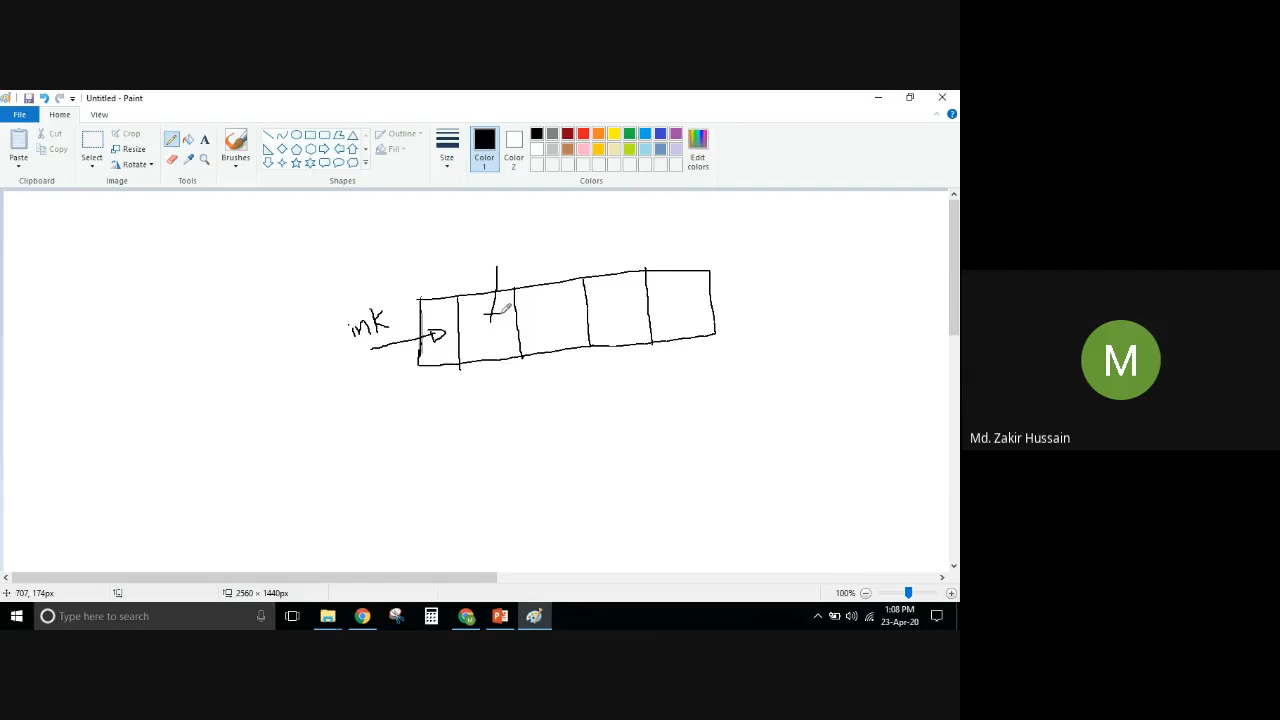 Untitled - Paint
File Home View
Paste
Cut
Copy
Clipboard
Select
Crop
Resize
Rotate
Image
Tools
Brushes
Shapes
Outline
Fill
Size
Color 1
Color 2
Edit colors
Colors
ink
M
Md. Zakir Hussain
707, 174px
2560 × 1440px
100%
Type here to search
1:08 PM
23-Apr-20